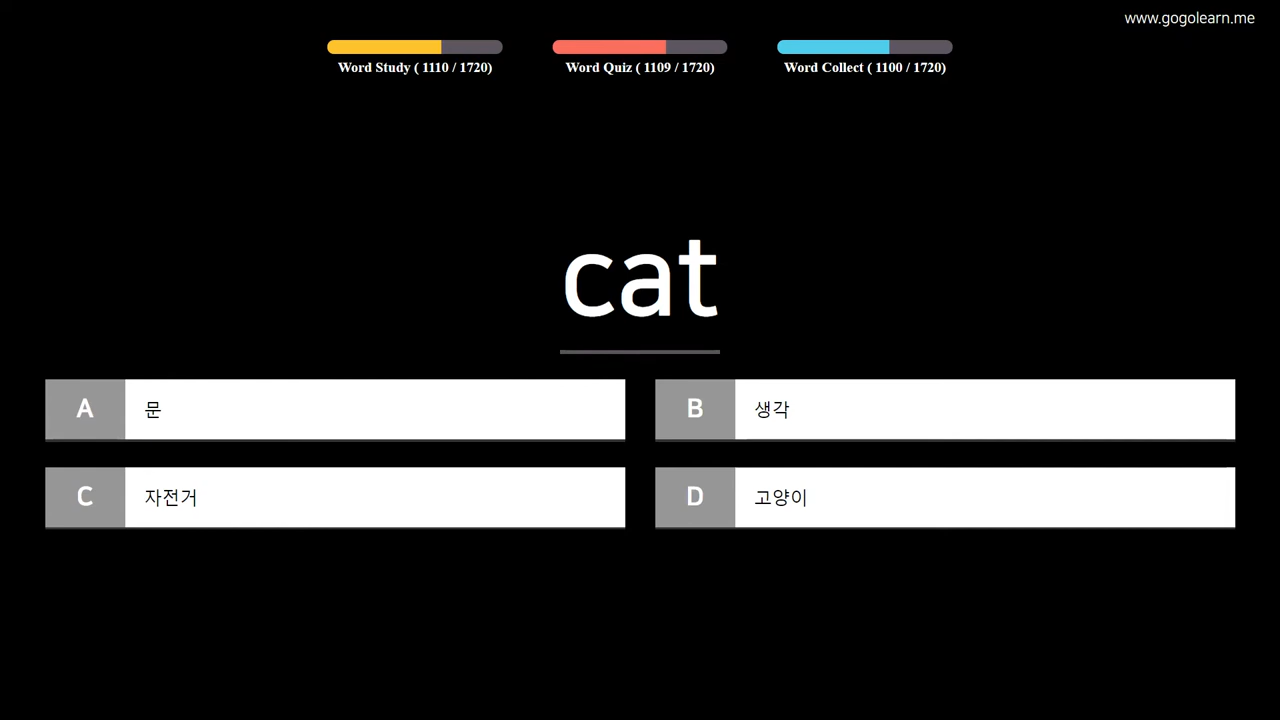 www.gogolearn.me
Word Study ( 1110 / 1720)
Word Quiz ( 1109 / 1720)
Word Collect ( 1100 / 1720)
cat
A 문
B 생각
C 자전거
D 고양이